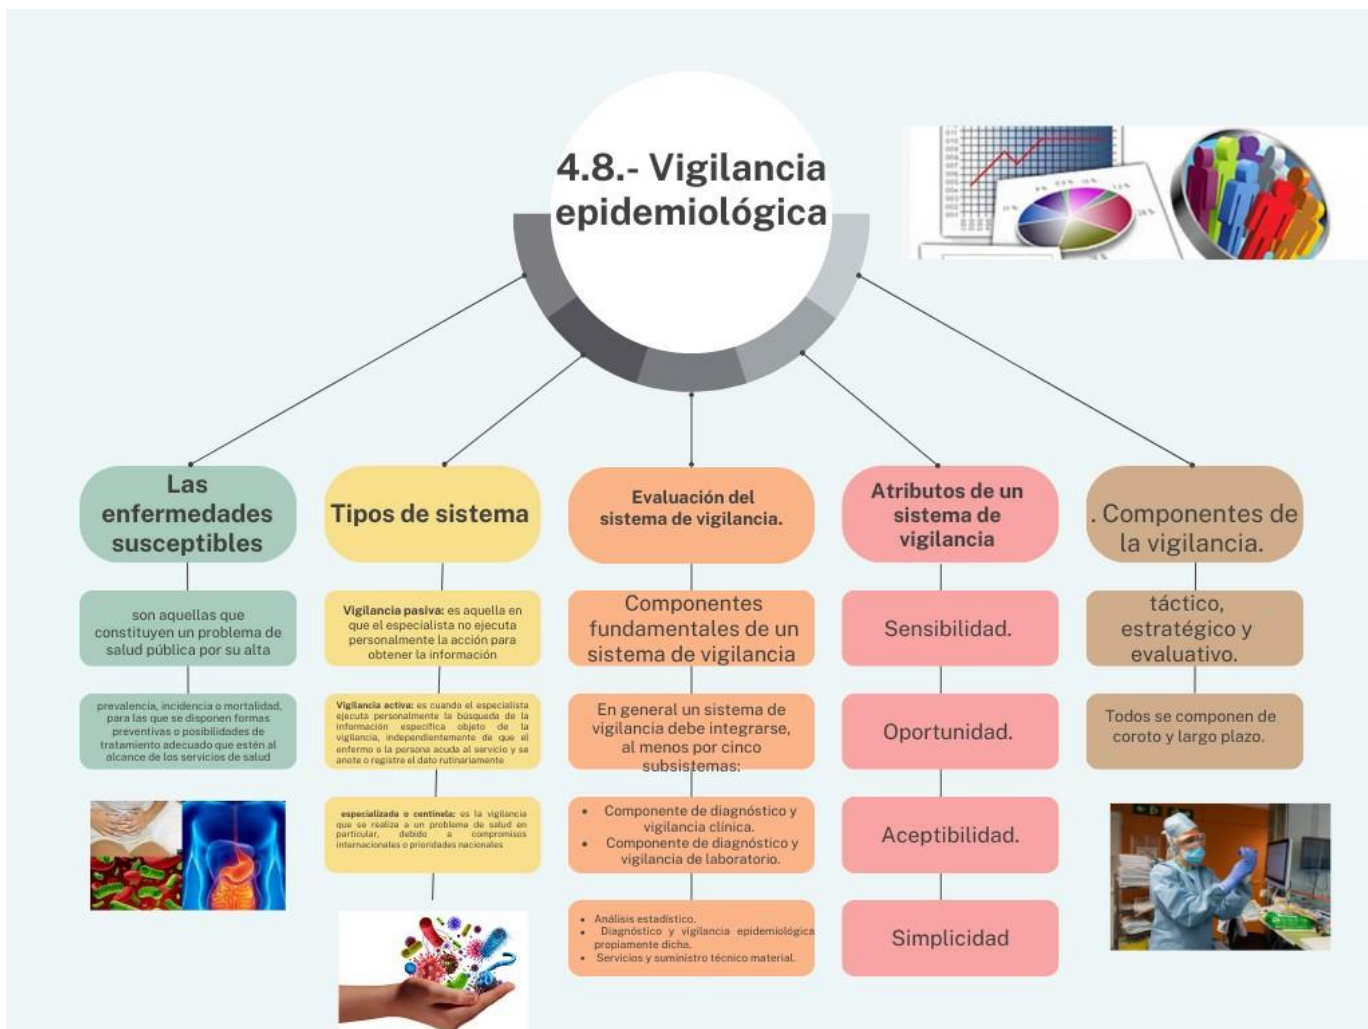 4.8.- Vigilancia
epidemiológica
Las
enfermedades
susceptibles
son aquellas que
constituyen un problema de
salud pública por su alta
prevalencia, incidencia o mortalidad,
para las que se disponen formas
preventivas o posibilidades de
tratamiento adecuado que estén al
alcance de los servicios de salud
Tipos de sistema
Vigilancia pasiva: es aquella en
que el especialista no ejecuta
personalmente la acción para
obtener la información
Vigilancia activa: es cuando el especialista
ejecuta personalmente la búsqueda de la
información específica objeto de la
vigilancia, independientemente de que el
enfermo o la persona acuda al servicio y se
anote o registre el dato rutinariamente
especializada o centinela: es la vigilancia
que se realiza a un problema de salud en
particular, debido a compromisos
internacionales o prioridades nacionales
Evaluación del
sistema de vigilancia.
Componentes
fundamentales de un
sistema de vigilancia
En general un sistema de
vigilancia debe integrarse,
al menos por cinco
subsistemas:
• Componente de diagnóstico y
vigilancia clínica.
• Componente de diagnóstico y
vigilancia de laboratorio.
• Análisis estadístico.
• Diagnóstico y vigilancia epidemiológica
propiamente dicha.
• Servicios y suministro técnico material.
Atributos de un
sistema de
vigilancia
Sensibilidad.
Oportunidad.
Aceptibilidad.
Simplicidad
. Componentes de
la vigilancia.
táctico,
estratégico y
evaluativo.
Todos se componen de
coroto y largo plazo.